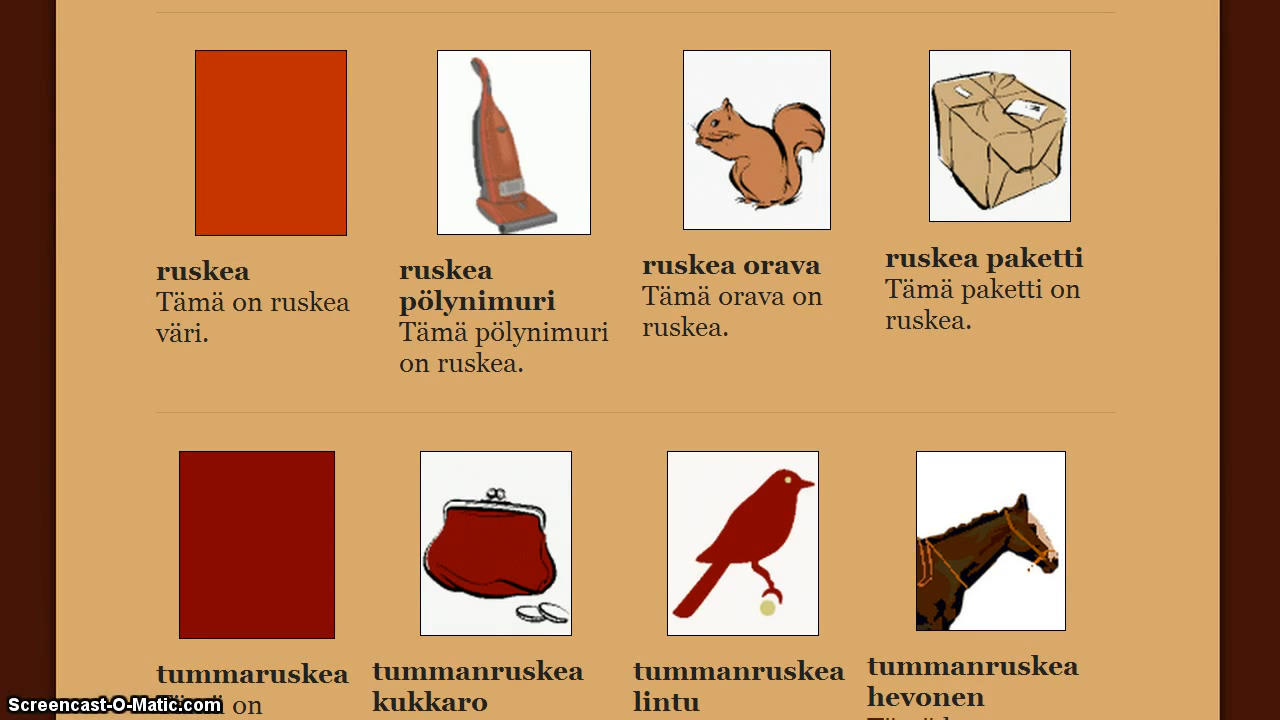 ruskea
Tämä on ruskea
väri.
ruskea
pölynimuri
Tämä pölynimuri
on ruskea.
ruskea orava
Tämä orava on
ruskea.
ruskea paketti
Tämä paketti on
ruskea.
tummaruskea
on
tummanruskea
kukkaro
tummanruskea
lintu
tummanruskea
hevonen
Screencast-O-Matic.com